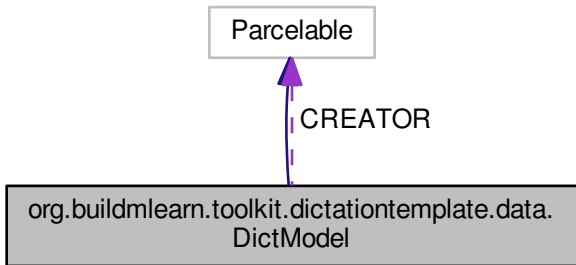 Parcelable
CREATOR
org.buildmlearn.toolkit.dictationtemplate.data.
DictModel